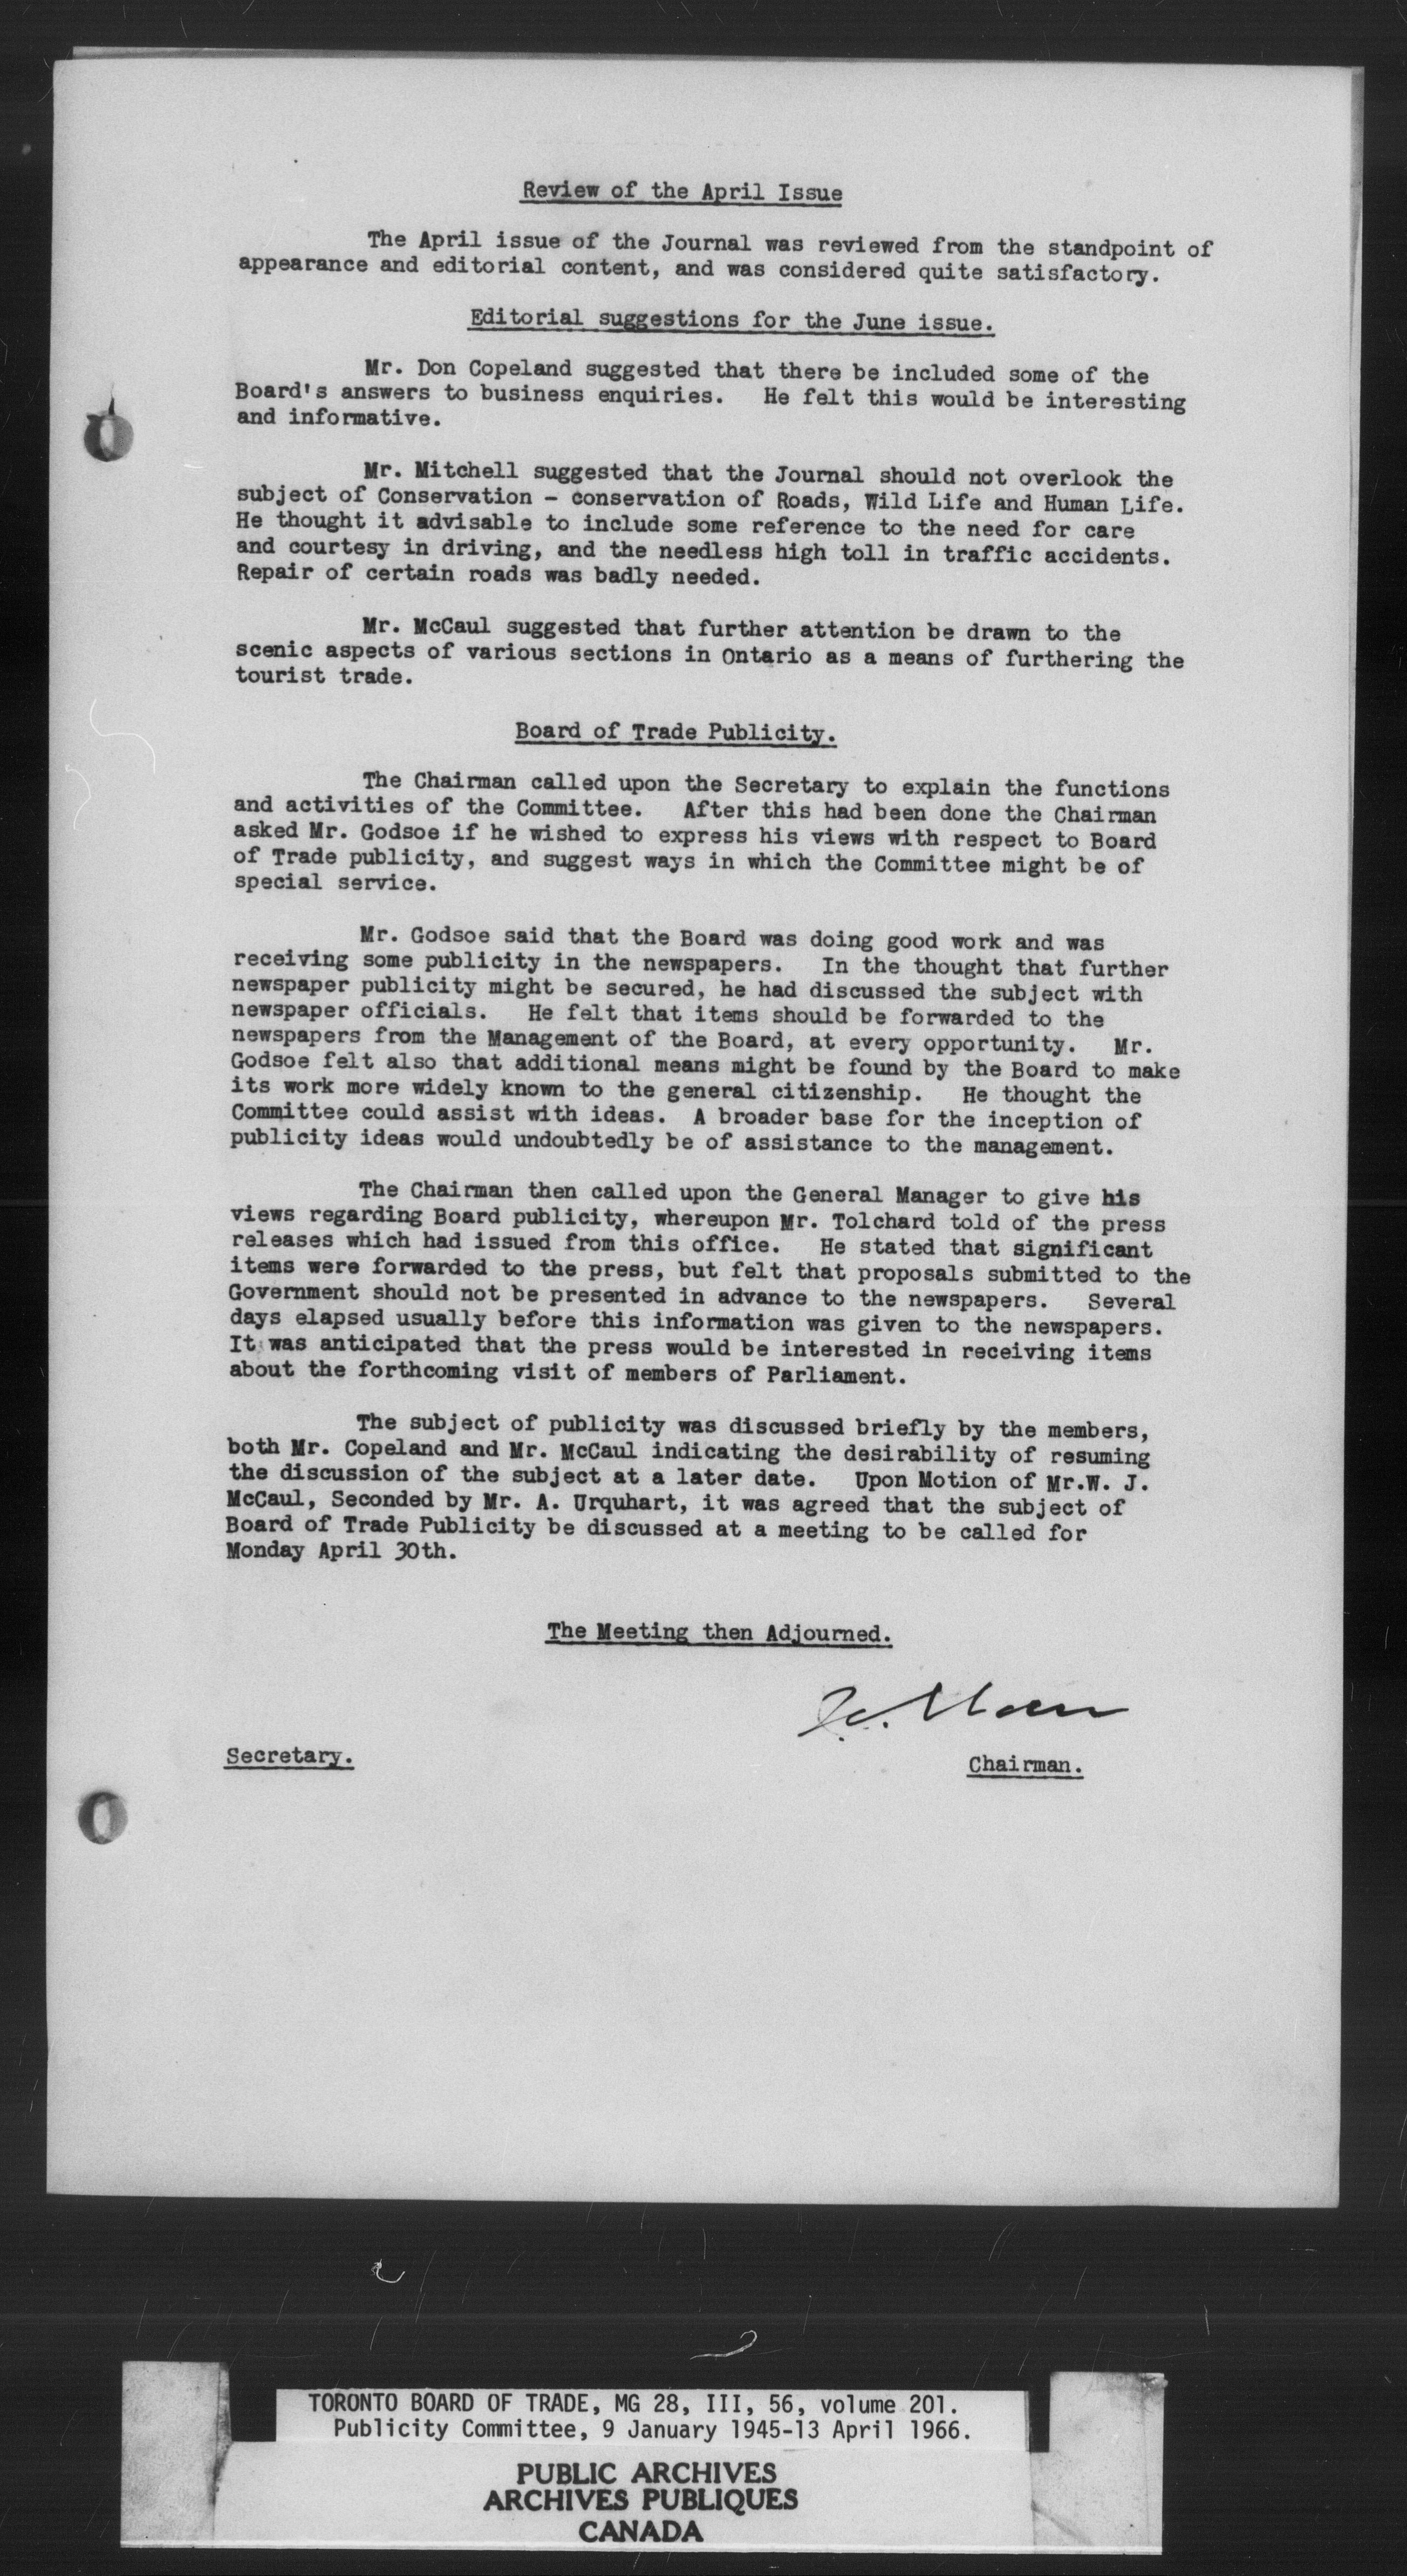 Review of the April Issue
The April issue of the Journal was reviewed from the standpoint of
appearance and editorial content, and was considered quite satisfactory.
Editorial suggestions for the June issue.
Mr. Don Copeland suggested that there be included some of the
Board's answers to business enquiries. He felt this would be interesting
and informative.
Mr. Mitchell suggested that the Journal should not overlook the
subject of Conservation - conservation of Roads, Wild Life and Human Life.
He thought it advisable to include some reference to the need for care
and courtesy in driving, and the needless high toll in traffic accidents.
Repair of certain roads was badly needed.
Mr. McCaul suggested that further attention be drawn to the
scenic aspects of various sections in Ontario as a means of furthering the
tourist trade.
Board of Trade Publicity.
The Chairman called upon the Secretary to explain the functions
and activities of the Committee. After this had been done the Chairman
asked Mr. Godsoe if he wished to express his views with respect to Board
of Trade publicity, and suggest ways in which the Committee might be of
special service.
Mr. Godsoe said that the Board was doing good work and was
receiving some publicity in the newspapers. In the thought that further
newspaper publicity might be secured, he had discussed the subject with
newspaper officials. He felt that items should be forwarded to the
newspapers from the Management of the Board, at every opportunity. Mr.
Godsoe felt also that additional means might be found by the Board to make
its work more widely known to the general citizenship. He thought the
Committee could assist with ideas. A broader base for the inception of
publicity ideas would undoubtedly be of assistance to the management.
The Chairman then called upon the General Manager to give his
views regarding Board publicity, whereupon Mr. Tolchard told of the press
releases which had issued from this office. He stated that significant
items were forwarded to the press, but felt that proposals submitted to the
Government should not be presented in advance to the newspapers. Several
days elapsed usually before this information was given to the newspapers.
It was anticipated that the press would be interested in receiving items
about the forthcoming visit of members of Parliament.
The subject of publicity was discussed briefly by the members,
both Mr. Copeland and Mr. McCaul indicating the desirability of resuming
the discussion of the subject at a later date. Upon Motion of Mr.W. J.
McCaul, Seconded by Mr. A. Urquhart, it was agreed that the subject of
Board of Trade Publicity be discussed at a meeting to be called for
Monday April 30th.
The Meeting then Adjourned.
Secretary.
Chairman.
TORONTO BOARD OF TRADE, MG 28, III, 56, volume 201.
Publicity Committee, 9 January 1945-13 April 1966.
PUBLIC ARCHIVES
ARCHIVES PUBLIQUES
CANADA